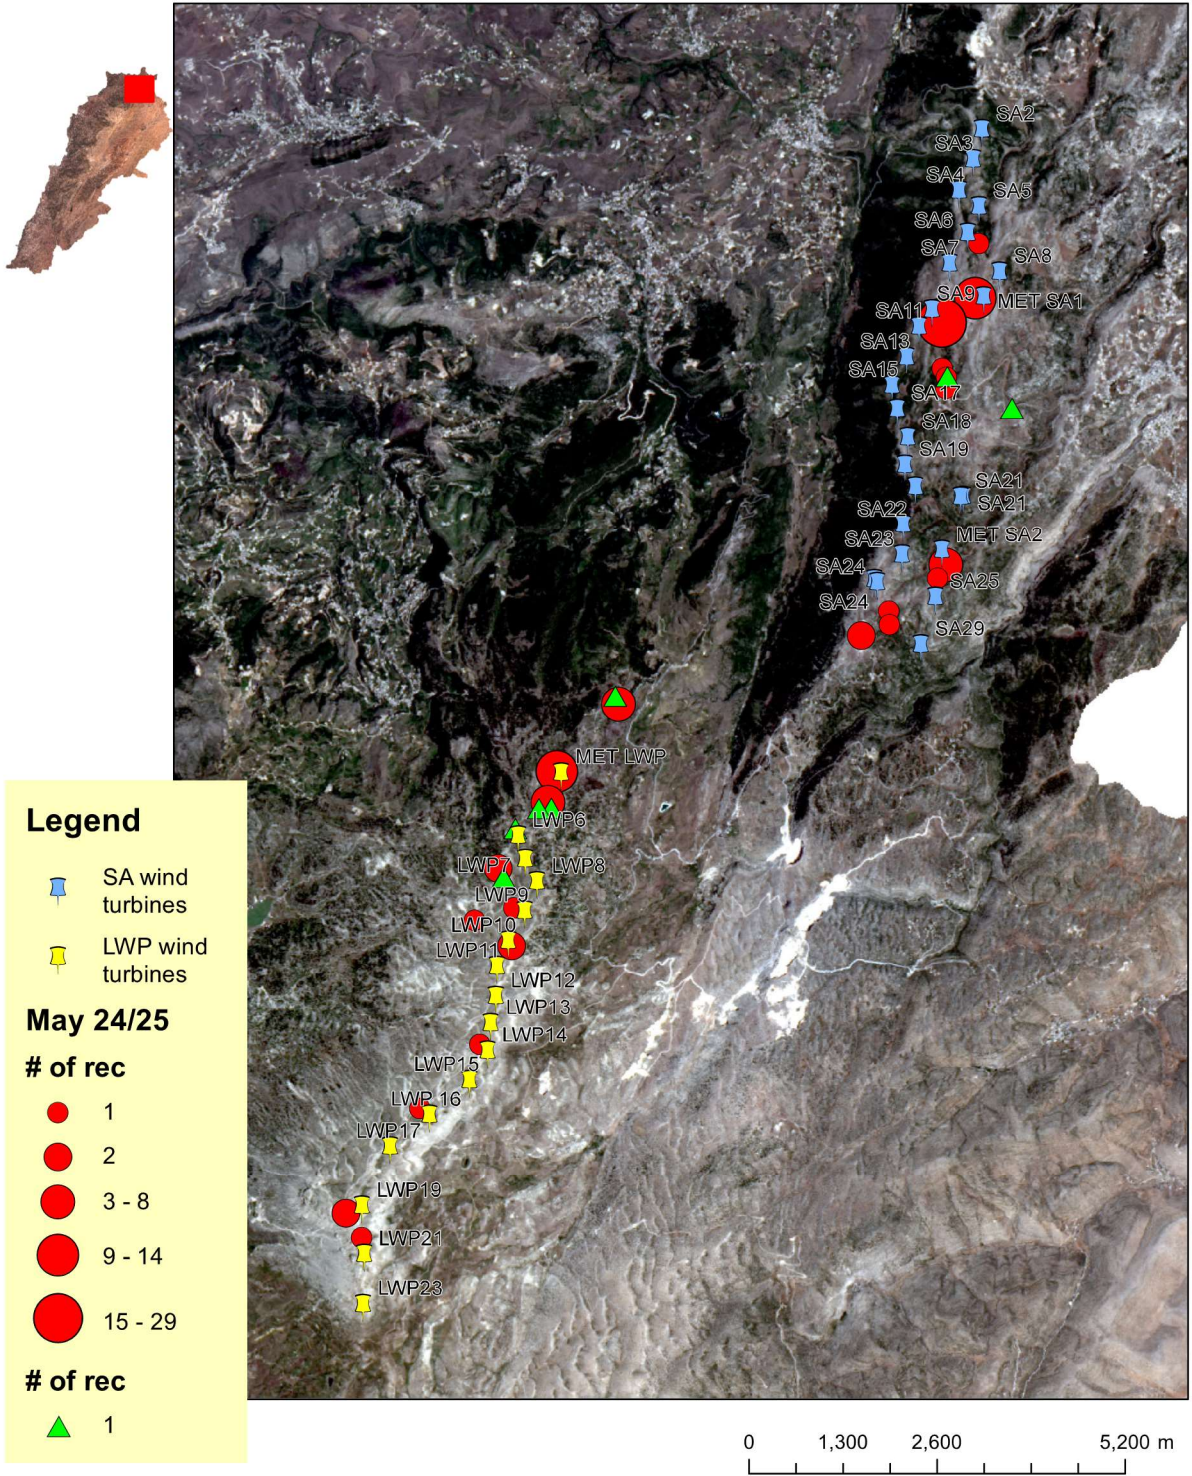 SA2
SA3
SA4
SA5
SA6
SA7
SA8
SA9
MET SA1
SA11
SA13
SA15
SA17
SA18
SA19
SA21
SA21
SA22
MET SA2
SA23
SA24
SA25
SA24
SA29
MET LWP
LWP6
LWP7
LWP8
LWP9
LWP10
LWP11
LWP12
LWP13
LWP14
LWP15
LWP 16
LWP17
LWP19
LWP21
LWP23
Legend
SA wind
turbines
LWP wind
turbines
May 24/25
# of rec
1
2
3 - 8
9 - 14
15 - 29
# of rec
1
0 1,300 2,600 5,200 m